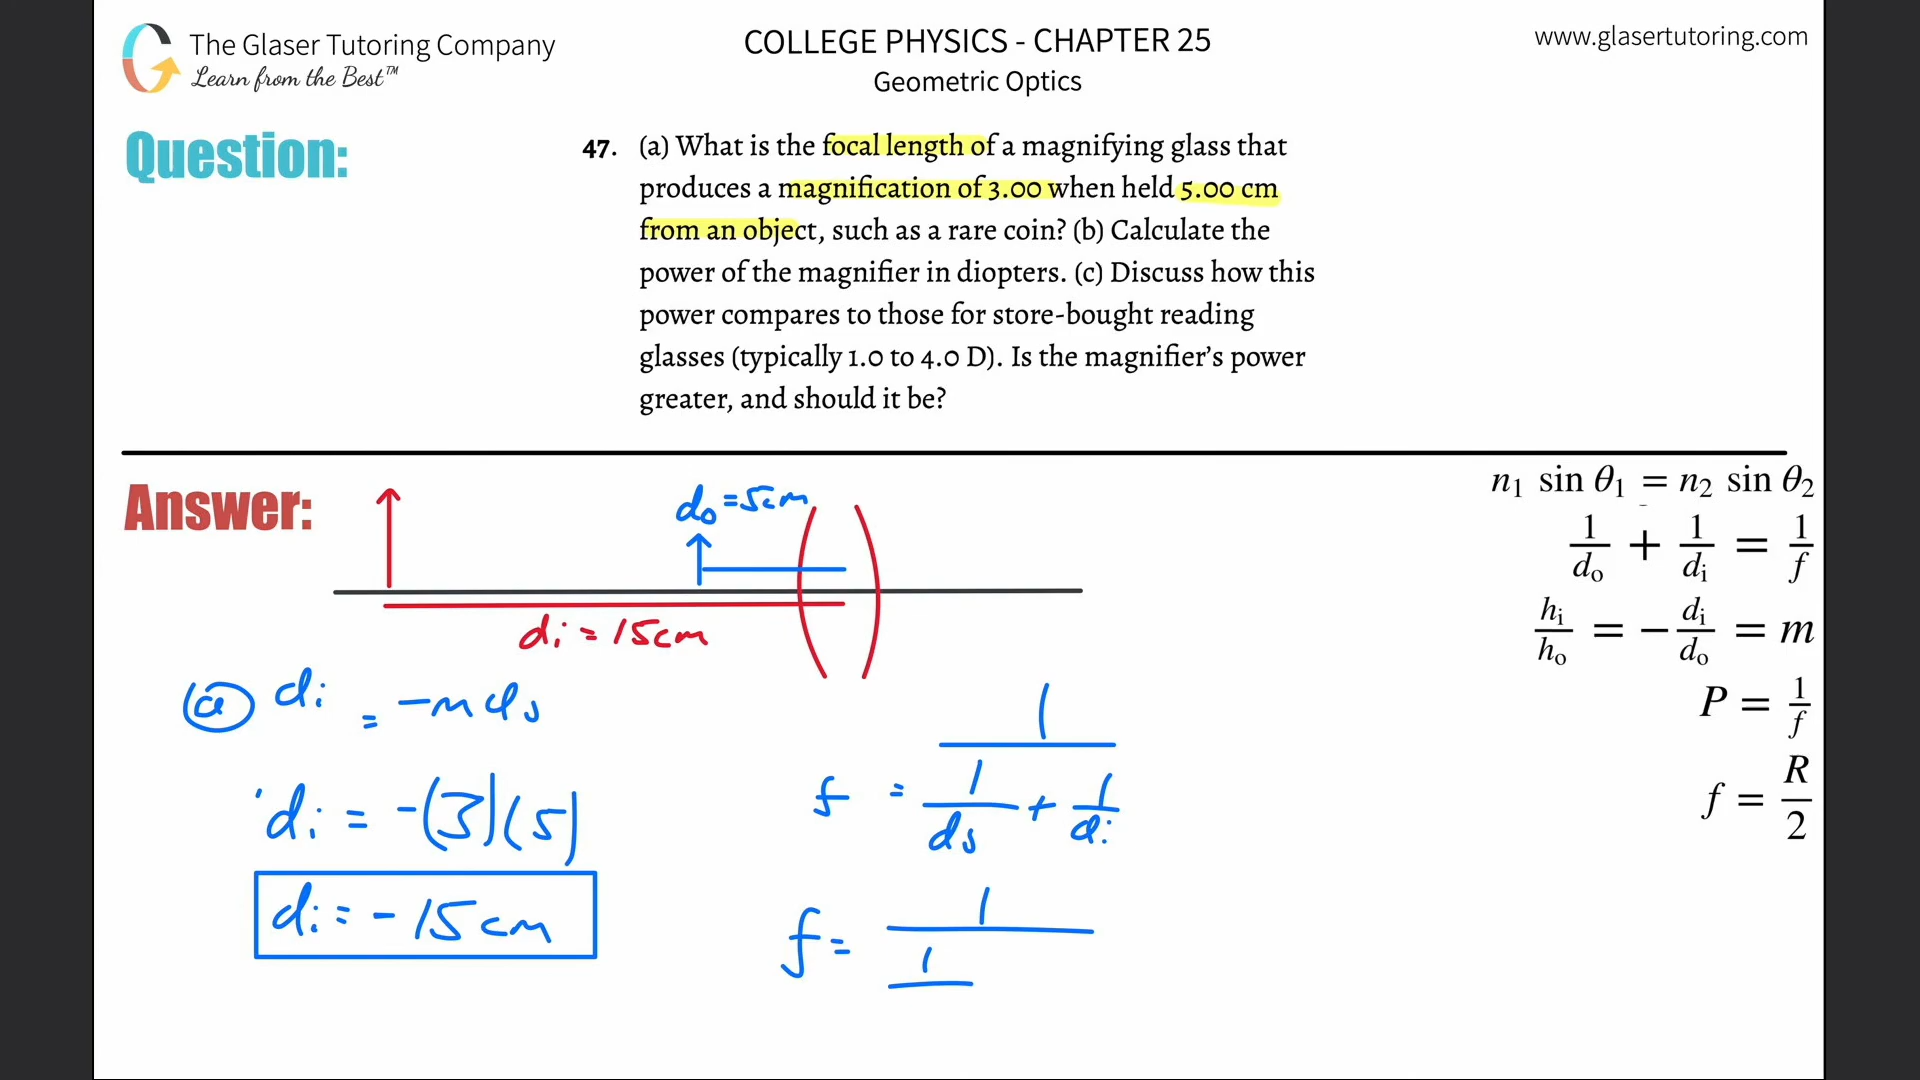 The Glaser Tutoring Company
Learn from the Best™
COLLEGE PHYSICS - CHAPTER 25
Geometric Optics
www.glasertutoring.com
Question:
47. (a) What is the focal length of a magnifying glass that
produces a magnification of 3.00 when held 5.00 cm
from an object, such as a rare coin? (b) Calculate the
power of the magnifier in diopters. (c) Discuss how this
power compares to those for store-bought reading
glasses (typically 1.0 to 4.0 D). Is the magnifier’s power
greater, and should it be?
Answer:
do = 5cm
di = 15cm
n₁ sin θ₁ = n₂ sin θ₂
1/do + 1/di = 1/f
hi/ho = −di/do = m
P = 1/f
f = R/2
(a) di = -m do
di = -(3)(5)
di = -15cm
f = 1/(1/do + 1/di)
f = 1/1